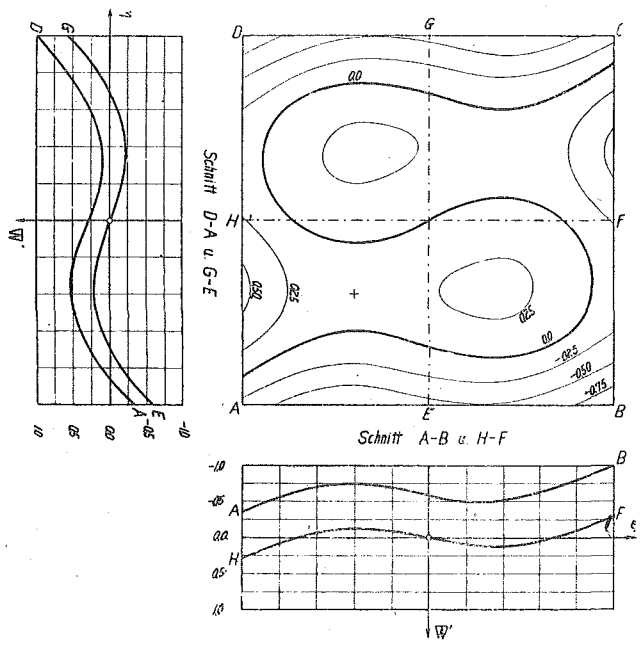 G
D
C
0.0
H
F
0.50
0.25
0.25
0.0
-0.25
-0.50
-0.75
A
E
B
η
D
G
W'
E
A
1.0
0.5
0.0
-0.5
-1.0
Schnitt D-A u. G-E
Schnitt A-B u. H-F
B
-1.0
-0.5
A
F
0.0
H
0.5
1.0
W'